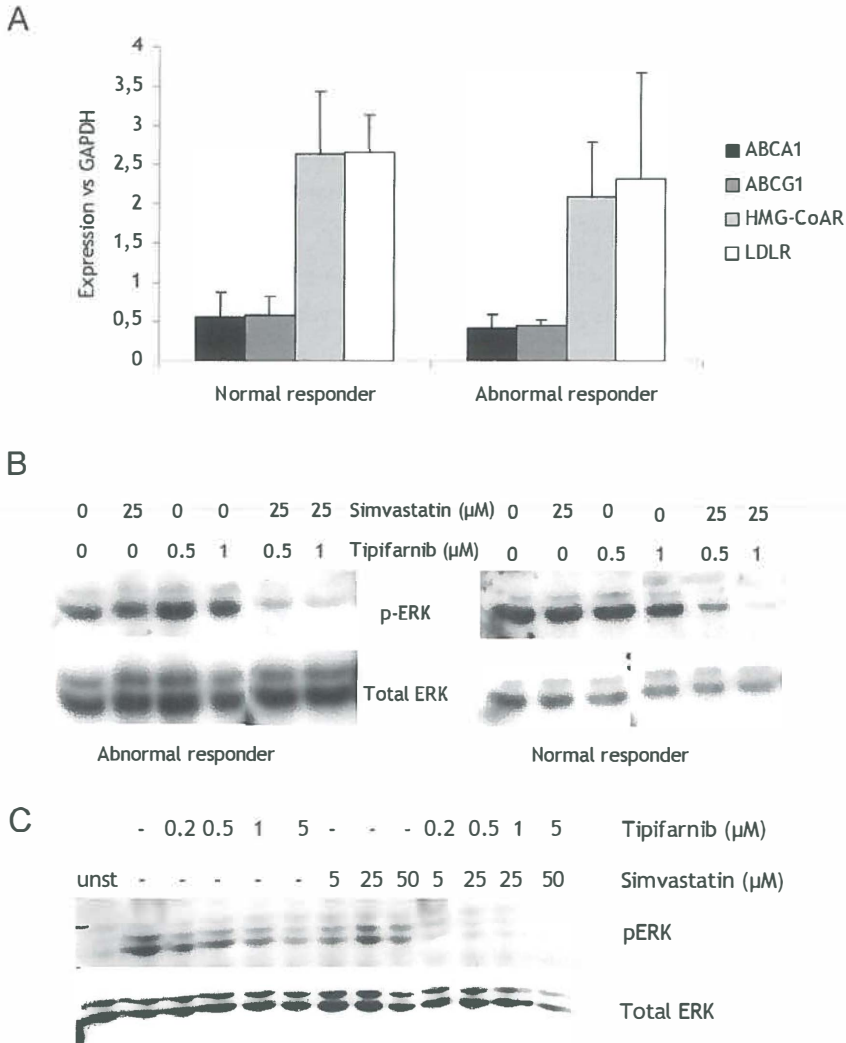 A
4
3,5
3
2,5
2
1,5
1
0,5
0
Expression vs GAPDH
Normal responder
Abnormal responder
ABCA1
ABCG1
HMG-CoAR
LDLR
B
0 25 0 0 25 25 Simvastatin (µM) 0 25 0 0 25 25
0 0 0.5 1 0.5 1 Tipifarnib (µM) 0 0 0.5 1 0.5 1
p-ERK
Total ERK
Abnormal responder
Normal responder
C
- 0.2 0.5 1 5 - - - 0.2 0.5 1 5 Tipifarnib (µM)
unst - - - - - 5 25 50 5 25 25 50 Simvastatin (µM)
pERK
Total ERK